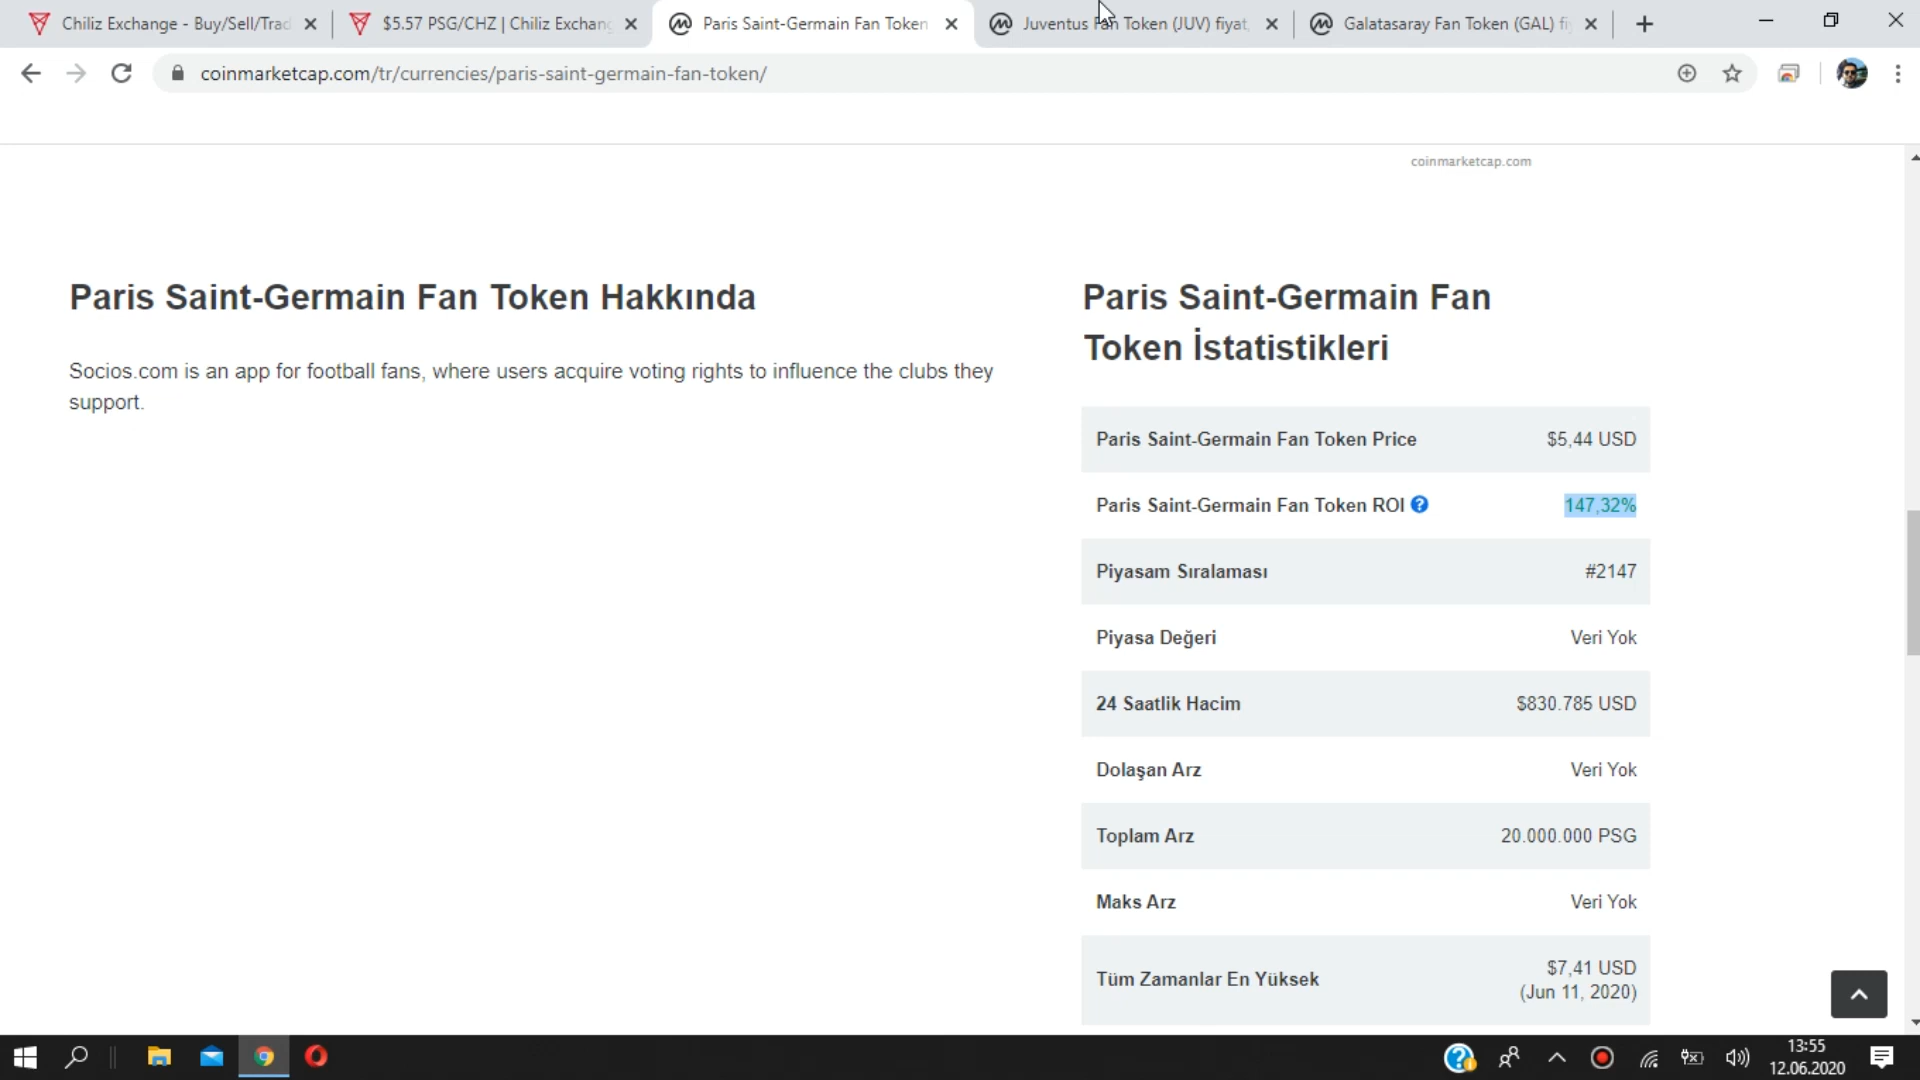 Chiliz Exchange - Buy/Sell/Trad
$5.57 PSG/CHZ | Chiliz Exchang
Paris Saint-Germain Fan Token
Juventus Fan Token (JUV) fiyat,
Galatasaray Fan Token (GAL) fi
coinmarketcap.com/tr/currencies/paris-saint-germain-fan-token/
coinmarketcap.com
Paris Saint-Germain Fan Token Hakkında
Socios.com is an app for football fans, where users acquire voting rights to influence the clubs they
support.
Paris Saint-Germain Fan
Token İstatistikleri
Paris Saint-Germain Fan Token Price $5,44 USD
Paris Saint-Germain Fan Token ROI 147,32%
Piyasam Sıralaması #2147
Piyasa Değeri Veri Yok
24 Saatlik Hacim $830.785 USD
Dolaşan Arz Veri Yok
Toplam Arz 20.000.000 PSG
Maks Arz Veri Yok
Tüm Zamanlar En Yüksek $7,41 USD
(Jun 11, 2020)
13:55
12.06.2020